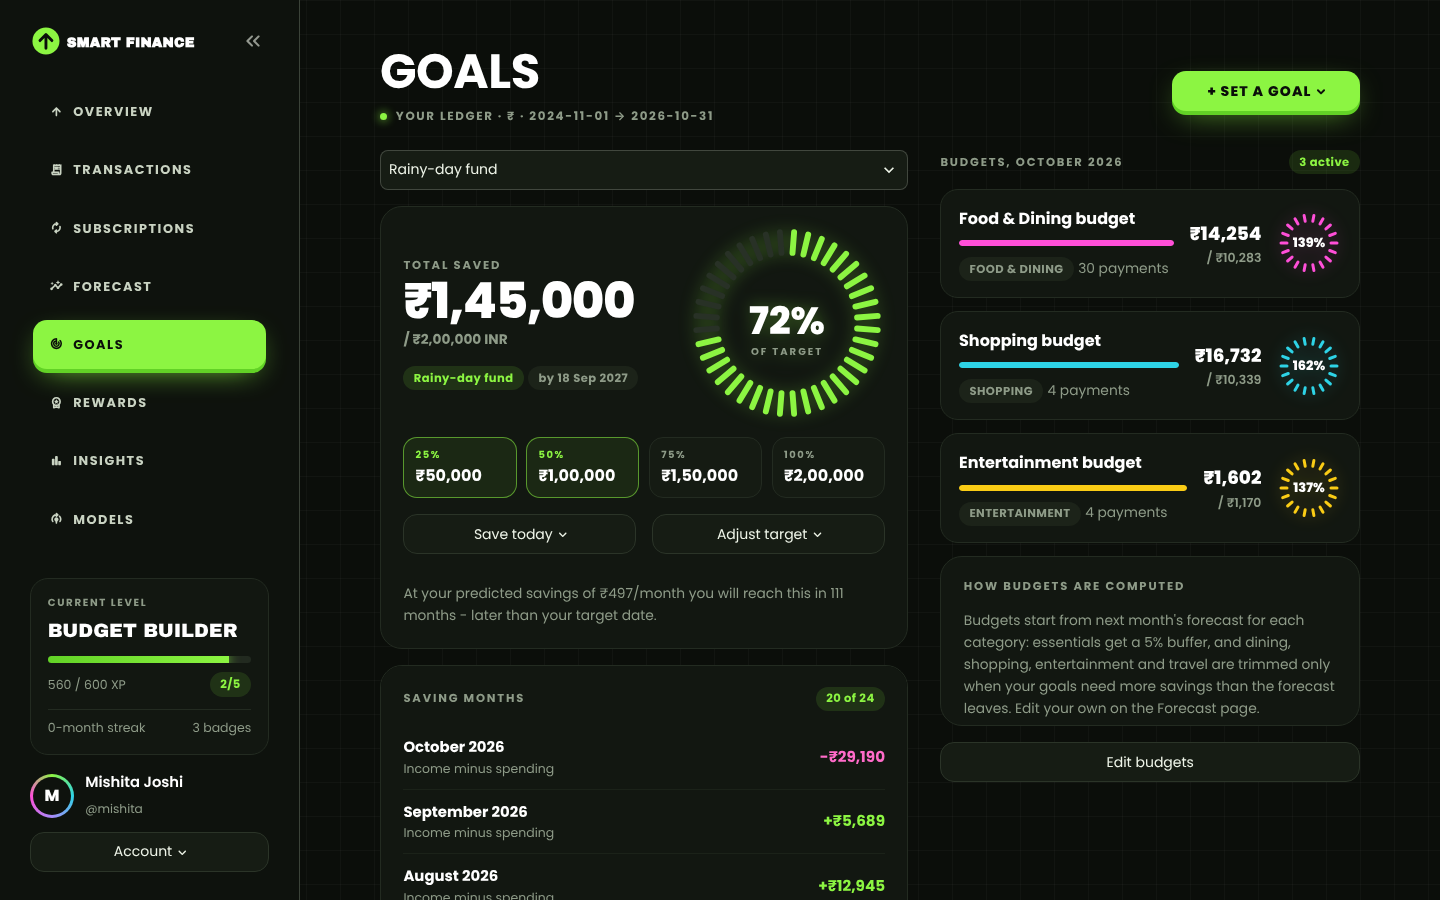 SMART FINANCE
OVERVIEW
TRANSACTIONS
SUBSCRIPTIONS
FORECAST
GOALS
REWARDS
INSIGHTS
MODELS
CURRENT LEVEL
BUDGET BUILDER
560 / 600 XP
2/5
0-month streak
3 badges
M
Mishita Joshi
@mishita
Account
GOALS
YOUR LEDGER · ₹ · 2024-11-01 → 2026-10-31
+ SET A GOAL
Rainy-day fund
TOTAL SAVED
₹1,45,000
/ ₹2,00,000 INR
Rainy-day fund
by 18 Sep 2027
72%
OF TARGET
25%
₹50,000
50%
₹1,00,000
75%
₹1,50,000
100%
₹2,00,000
Save today
Adjust target
At your predicted savings of ₹497/month you will reach this in 111
months - later than your target date.
SAVING MONTHS
20 of 24
October 2026
Income minus spending
-₹29,190
September 2026
Income minus spending
+₹5,689
August 2026
Income minus spending
+₹12,945
BUDGETS, OCTOBER 2026
3 active
Food & Dining budget
FOOD & DINING
30 payments
₹14,254
/ ₹10,283
139%
Shopping budget
SHOPPING
4 payments
₹16,732
/ ₹10,339
162%
Entertainment budget
ENTERTAINMENT
4 payments
₹1,602
/ ₹1,170
137%
HOW BUDGETS ARE COMPUTED
Budgets start from next month's forecast for each
category: essentials get a 5% buffer, and dining,
shopping, entertainment and travel are trimmed only
when your goals need more savings than the forecast
leaves. Edit your own on the Forecast page.
Edit budgets